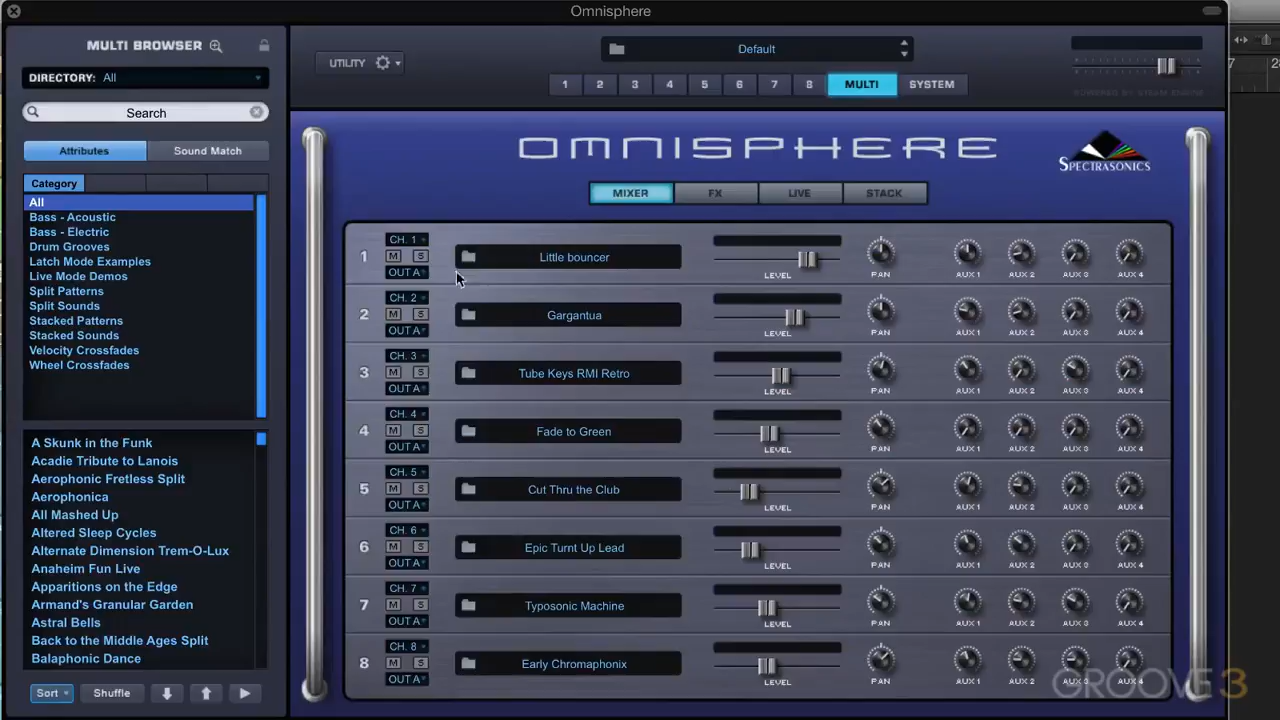 Omnisphere
MULTI BROWSER
DIRECTORY: All
Search
Attributes
Sound Match
Category
All
Bass - Acoustic
Bass - Electric
Drum Grooves
Latch Mode Examples
Live Mode Demos
Split Patterns
Split Sounds
Stacked Patterns
Stacked Sounds
Velocity Crossfades
Wheel Crossfades
A Skunk in the Funk
Acadie Tribute to Lanois
Aerophonic Fretless Split
Aerophonica
All Mashed Up
Altered Sleep Cycles
Alternate Dimension Trem-O-Lux
Anaheim Fun Live
Apparitions on the Edge
Armand's Granular Garden
Astral Bells
Back to the Middle Ages Split
Balaphonic Dance
Sort
Shuffle
UTILITY
Default
1 2 3 4 5 6 7 8 MULTI SYSTEM
POWERED BY STEAM ENGINE
7
28
OMNISPHERE
SPECTRASONICS
MIXER FX LIVE STACK
1 CH. 1 M S OUT A Little bouncer LEVEL PAN AUX 1 AUX 2 AUX 3 AUX 4
2 CH. 2 M S OUT A Gargantua LEVEL PAN AUX 1 AUX 2 AUX 3 AUX 4
3 CH. 3 M S OUT A Tube Keys RMI Retro LEVEL PAN AUX 1 AUX 2 AUX 3 AUX 4
4 CH. 4 M S OUT A Fade to Green LEVEL PAN AUX 1 AUX 2 AUX 3 AUX 4
5 CH. 5 M S OUT A Cut Thru the Club LEVEL PAN AUX 1 AUX 2 AUX 3 AUX 4
6 CH. 6 M S OUT A Epic Turnt Up Lead LEVEL PAN AUX 1 AUX 2 AUX 3 AUX 4
7 CH. 7 M S OUT A Typosonic Machine LEVEL PAN AUX 1 AUX 2 AUX 3 AUX 4
8 CH. 8 M S OUT A Early Chromaphonix LEVEL PAN AUX 1 AUX 2 AUX 3 AUX 4
GROOVE 3